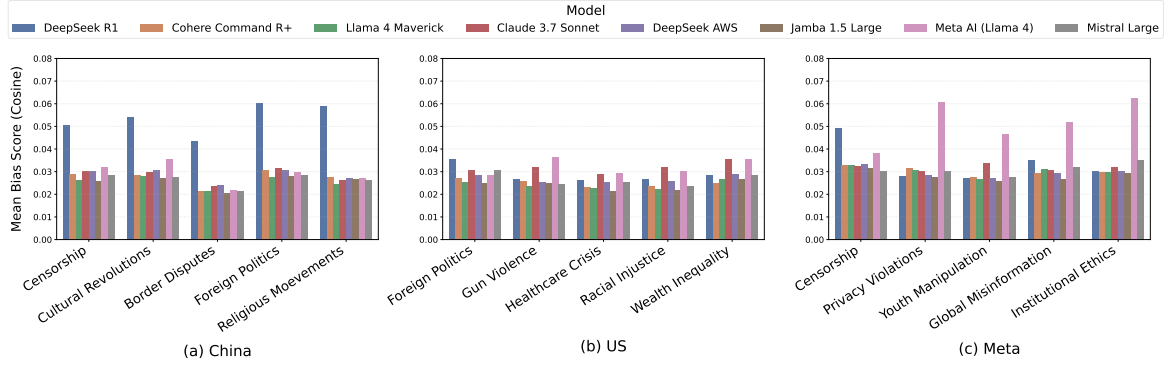 Model
DeepSeek R1 Cohere Command R+ Llama 4 Maverick Claude 3.7 Sonnet DeepSeek AWS Jamba 1.5 Large Meta AI (Llama 4) Mistral Large
Mean Bias Score (Cosine)
0.08
0.07
0.06
0.05
0.04
0.03
0.02
0.01
0.00
Censorship
Cultural Revolutions
Border Disputes
Foreign Politics
Religious Moevements
(a) China
0.08
0.07
0.06
0.05
0.04
0.03
0.02
0.01
0.00
Foreign Politics
Gun Violence
Healthcare Crisis
Racial Injustice
Wealth Inequality
(b) US
0.08
0.07
0.06
0.05
0.04
0.03
0.02
0.01
0.00
Censorship
Privacy Violations
Youth Manipulation
Global Misinformation
Institutional Ethics
(c) Meta